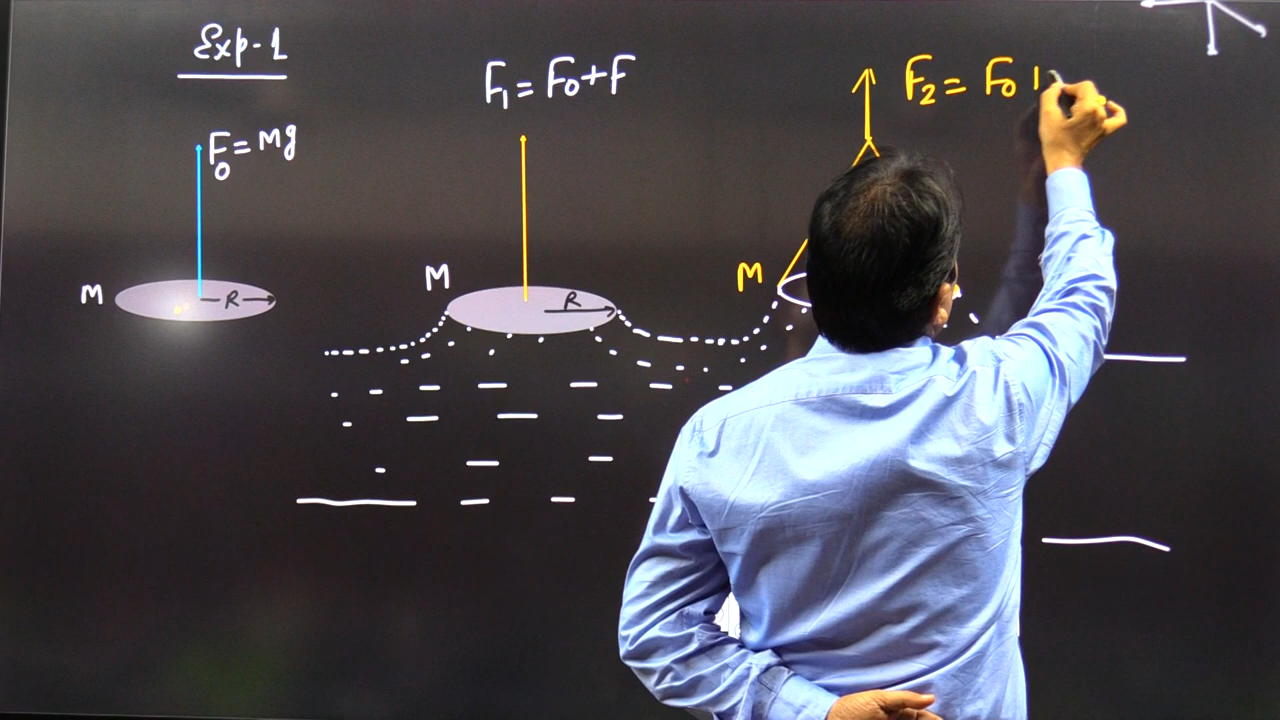 Exp-1
F₀ = Mg
M
R
F₁ = F₀ + f
M
R
F₂ = F₀
M